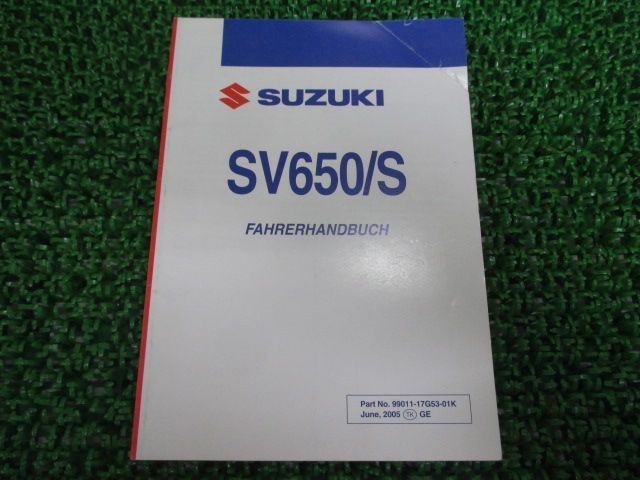 SUZUKI
SV650/S
FAHRERHANDBUCH
Part No. 99011-17G53-01K
June, 2005 TK GE